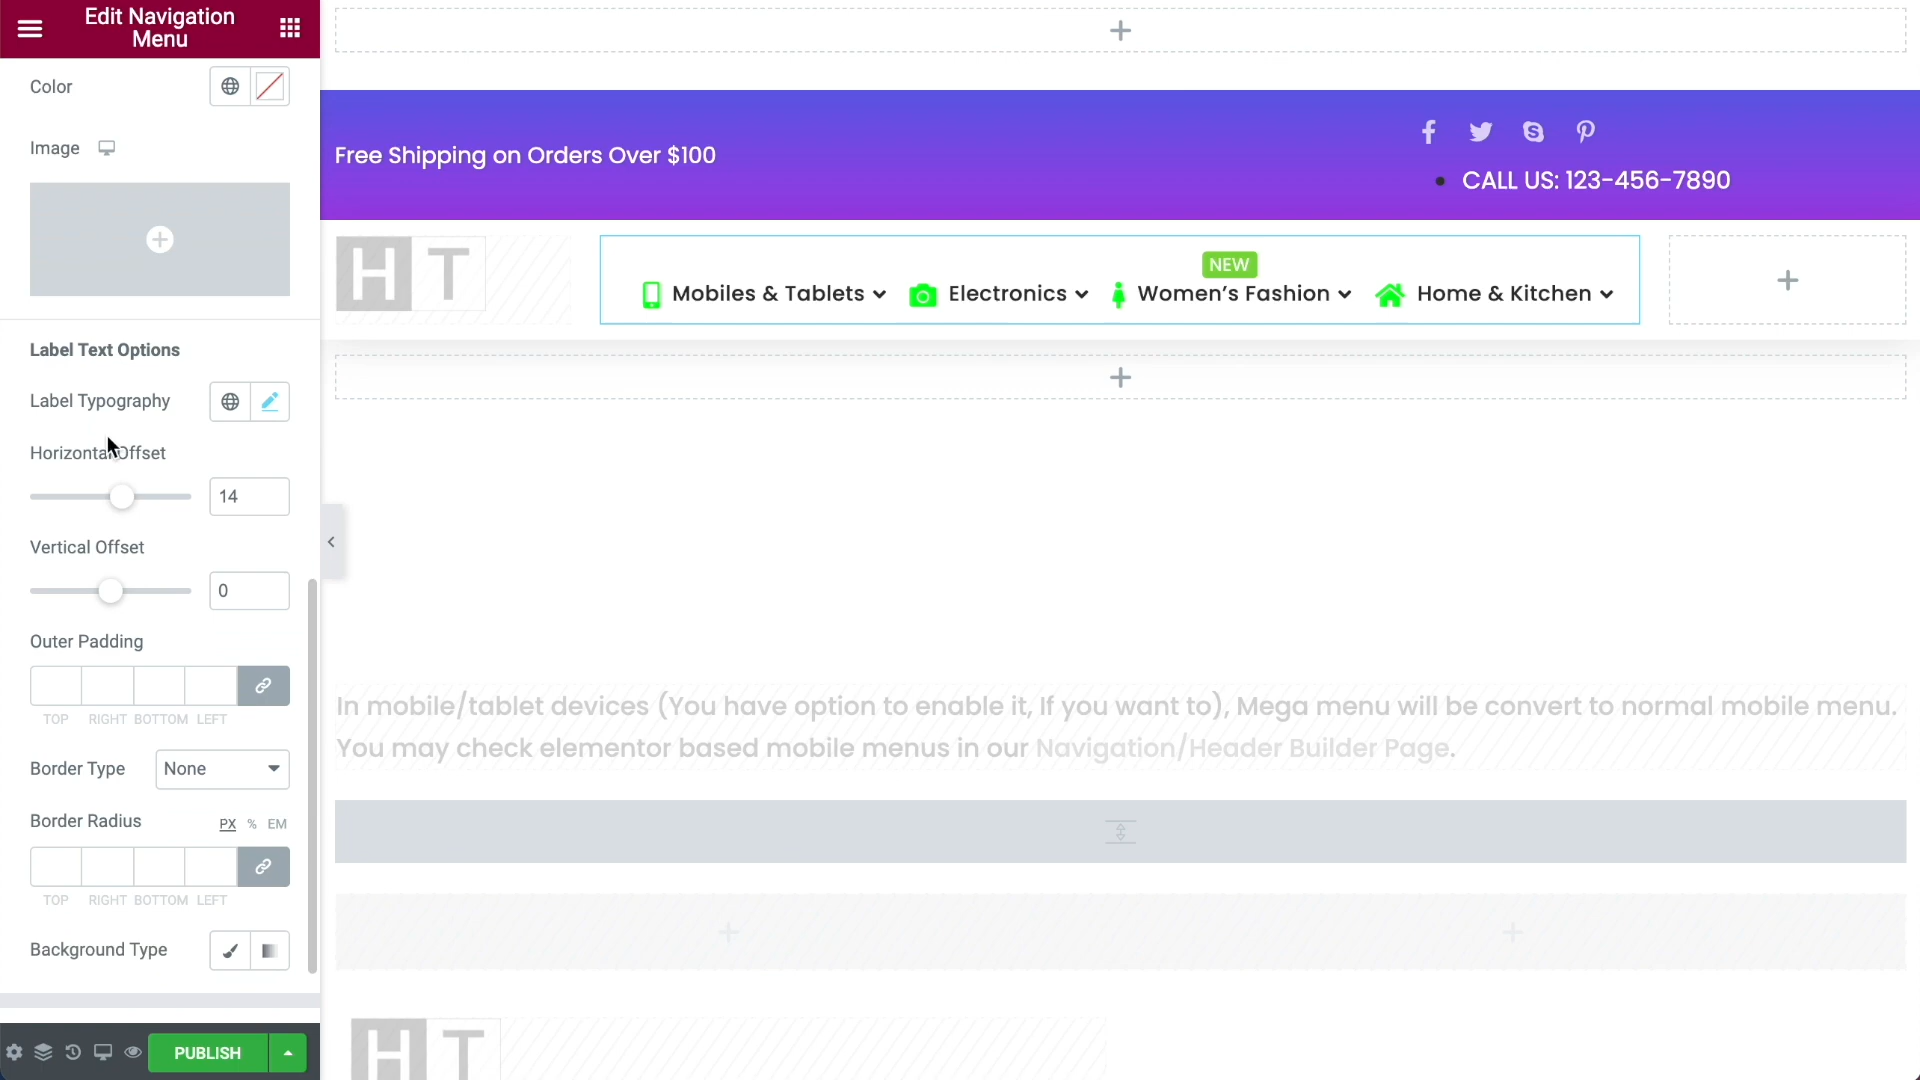 Edit Navigation
Menu
Color
Image
Label Text Options
Label Typography
Horizontal Offset
14
Vertical Offset
0
Outer Padding
TOP RIGHT BOTTOM LEFT
Border Type None
Border Radius PX % EM
TOP RIGHT BOTTOM LEFT
Background Type
PUBLISH
Free Shipping on Orders Over $100
CALL US: 123-456-7890
HT
NEW
Mobiles & Tablets Electronics Women's Fashion Home & Kitchen
In mobile/tablet devices (You have option to enable it, If you want to), Mega menu will be convert to normal mobile menu.
You may check elementor based mobile menus in our Navigation/Header Builder Page.
HT